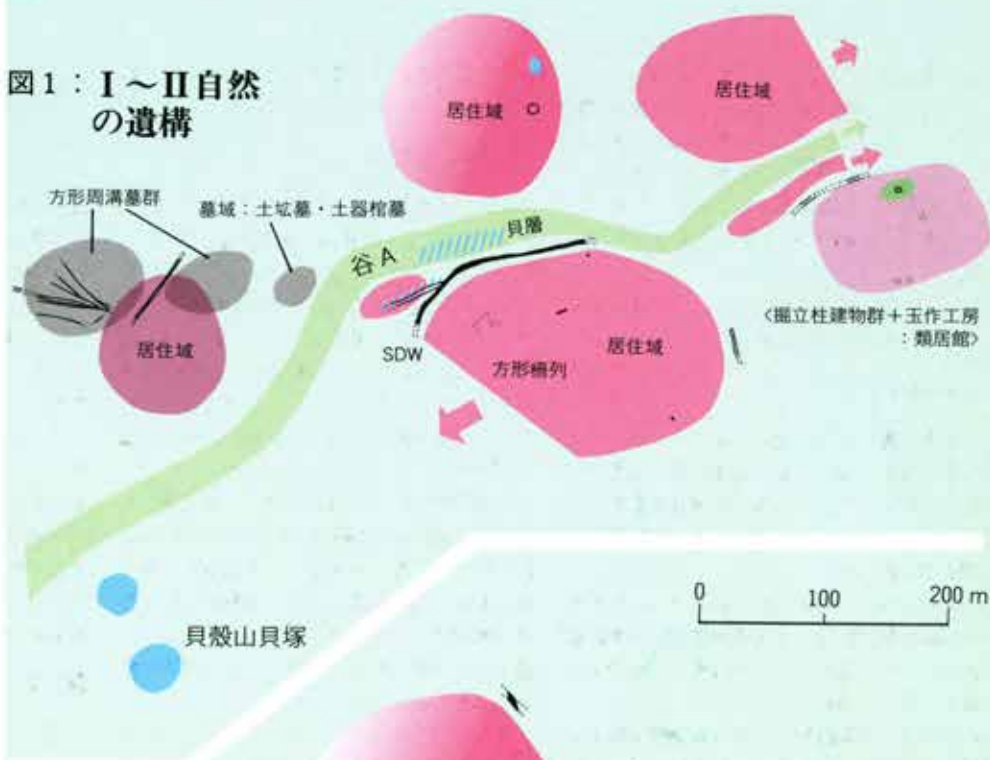 図1：I～II自然
の遺構
居住域
居住域
方形周溝墓群
墓域：土坑墓・土器棺墓
谷A
貝層
居住域
SDW
方形柵列
居住域
〈掘立柱建物群＋玉作工房
：類居館〉
貝殻山貝塚
0
100
200 m